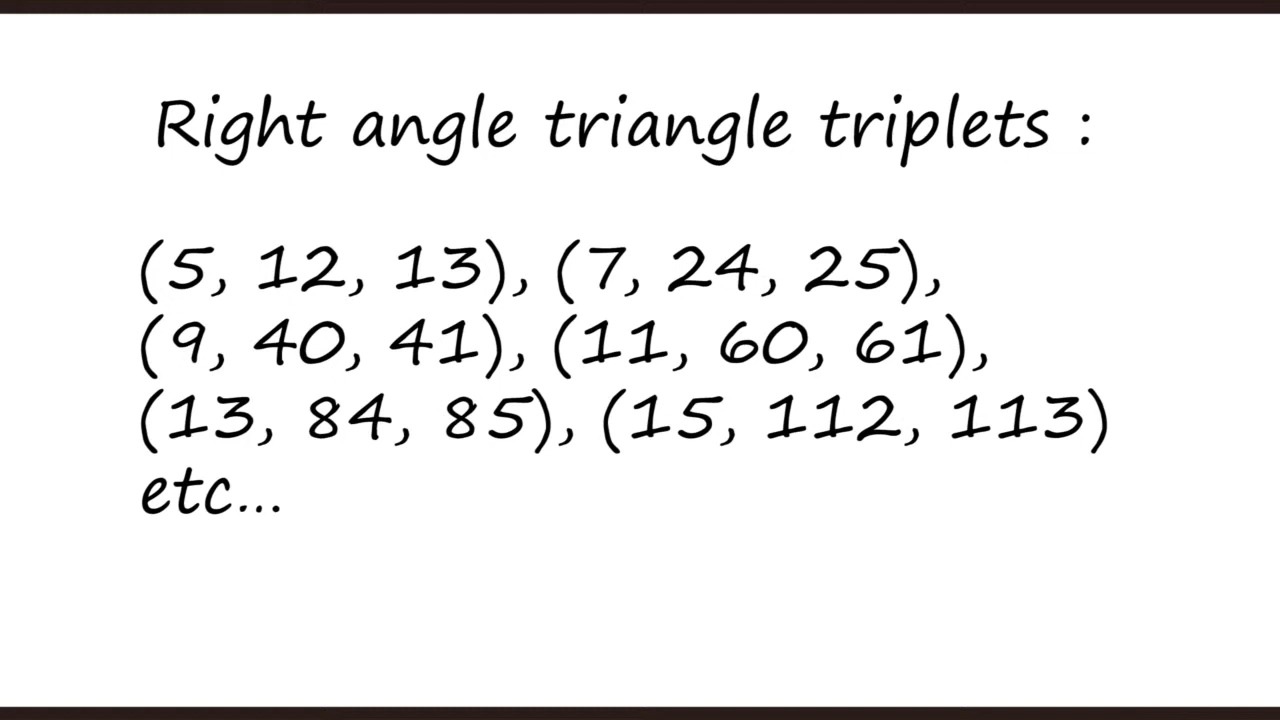 Right angle triangle triplets :
(5, 12, 13), (7, 24, 25),
(9, 40, 41), (11, 60, 61),
(13, 84, 85), (15, 112, 113)
etc...